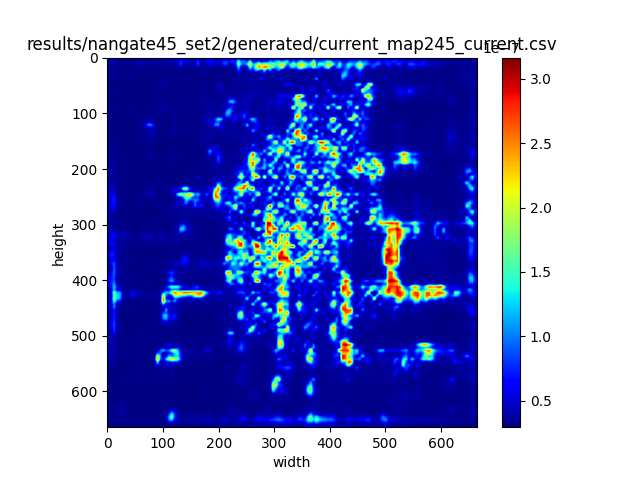 results/nangate45_set2/generated/current_map245_current.csv
1e−7
0
100
200
300
400
500
600
height
0 100 200 300 400 500 600
width
3.0
2.5
2.0
1.5
1.0
0.5